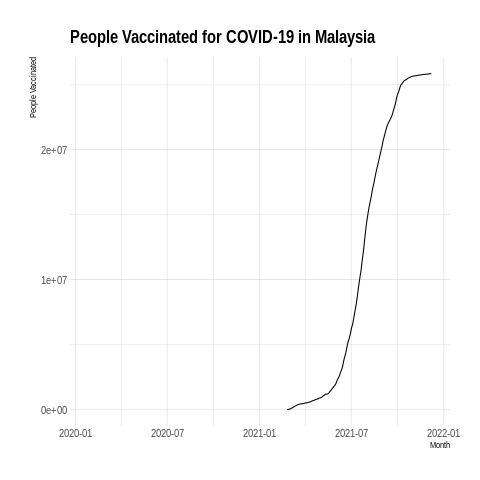 People Vaccinated for COVID-19 in Malaysia
People Vaccinated
2e+07
1e+07
0e+00
2020-01 2020-07 2021-01 2021-07 2022-01
Month